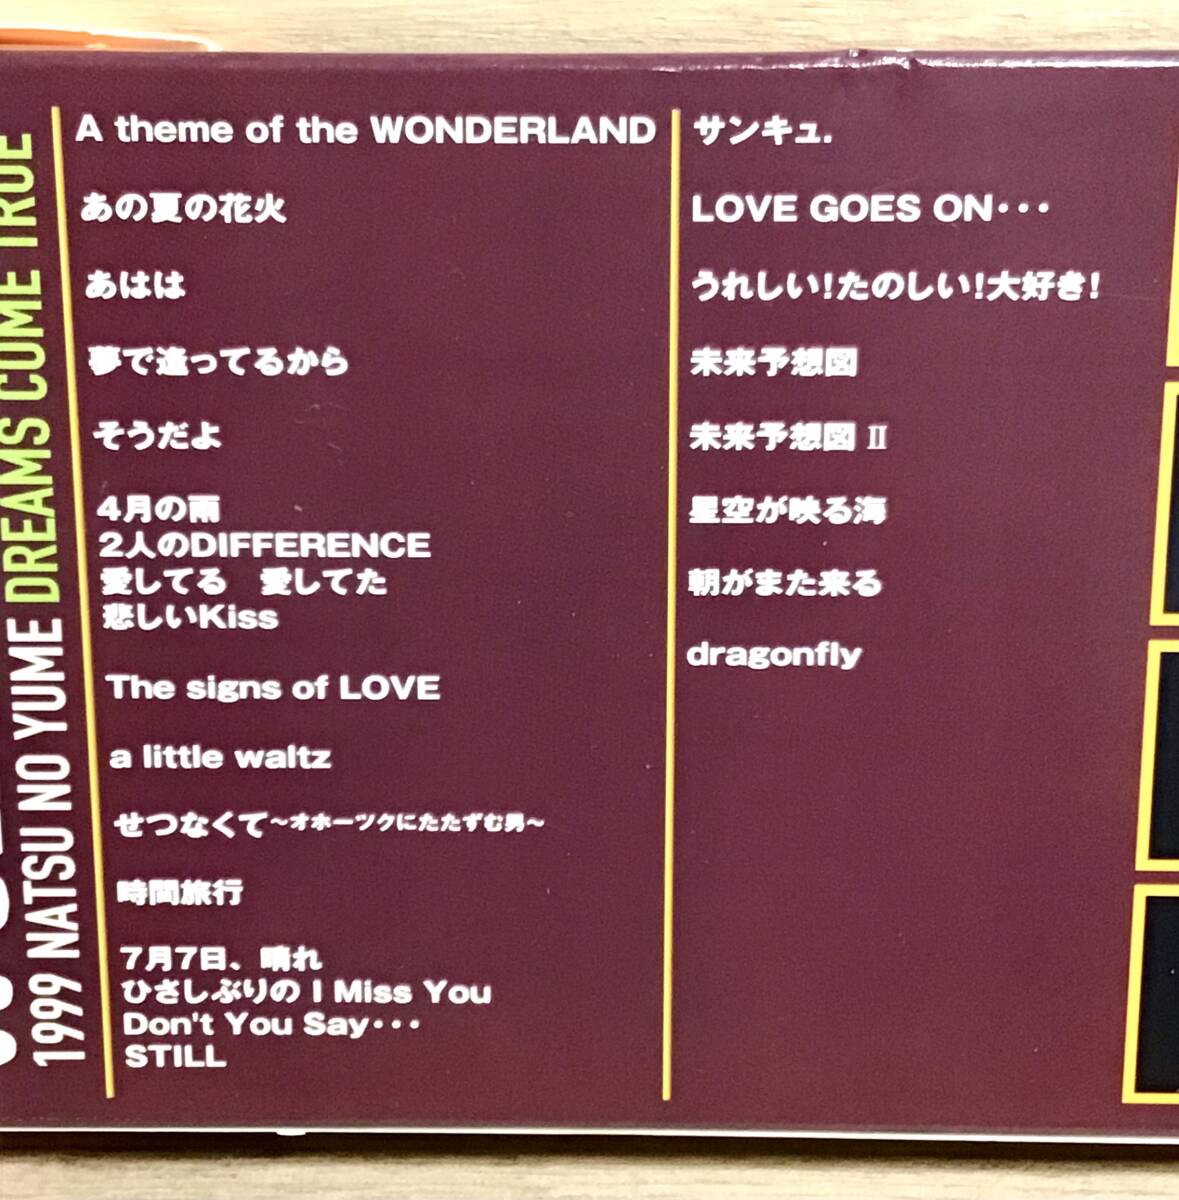 1999 NATSU NO YUME DREAMS COME TRUE
A theme of the WONDERLAND
あの夏の花火
あはは
夢で逢ってるから
そうだよ
4月の雨
2人のDIFFERENCE
愛してる　愛してた
悲しいKiss
The signs of LOVE
a little waltz
せつなくて~オホーツクにたたずむ男~
時間旅行
7月7日、晴れ
ひさしぶりの I Miss You
Don't You Say・・・
STILL
サンキュ.
LOVE GOES ON・・・
うれしい!たのしい!大好き!
未来予想図
未来予想図 Ⅱ
星空が映る海
朝がまた来る
dragonfly